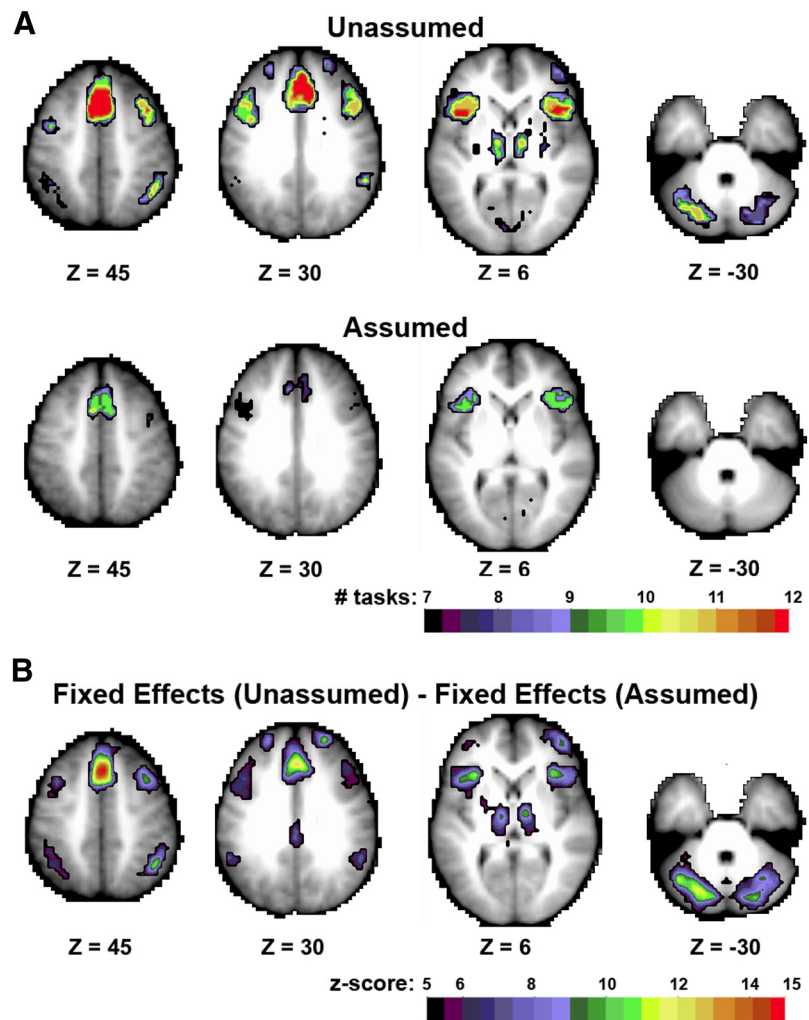 A
Unassumed
Z = 45 Z = 30 Z = 6 Z = -30
Assumed
Z = 45 Z = 30 Z = 6 Z = -30
# tasks: 7 8 9 10 11 12
B
Fixed Effects (Unassumed) - Fixed Effects (Assumed)
Z = 45 Z = 30 Z = 6 Z = -30
z-score: 5 6 8 10 12 14 15